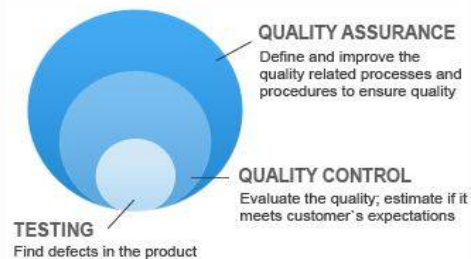 QUALITY ASSURANCE
Define and improve the
quality related processes and
procedures to ensure quality
QUALITY CONTROL
Evaluate the quality; estimate if it
meets customer`s expectations
TESTING
Find defects in the product